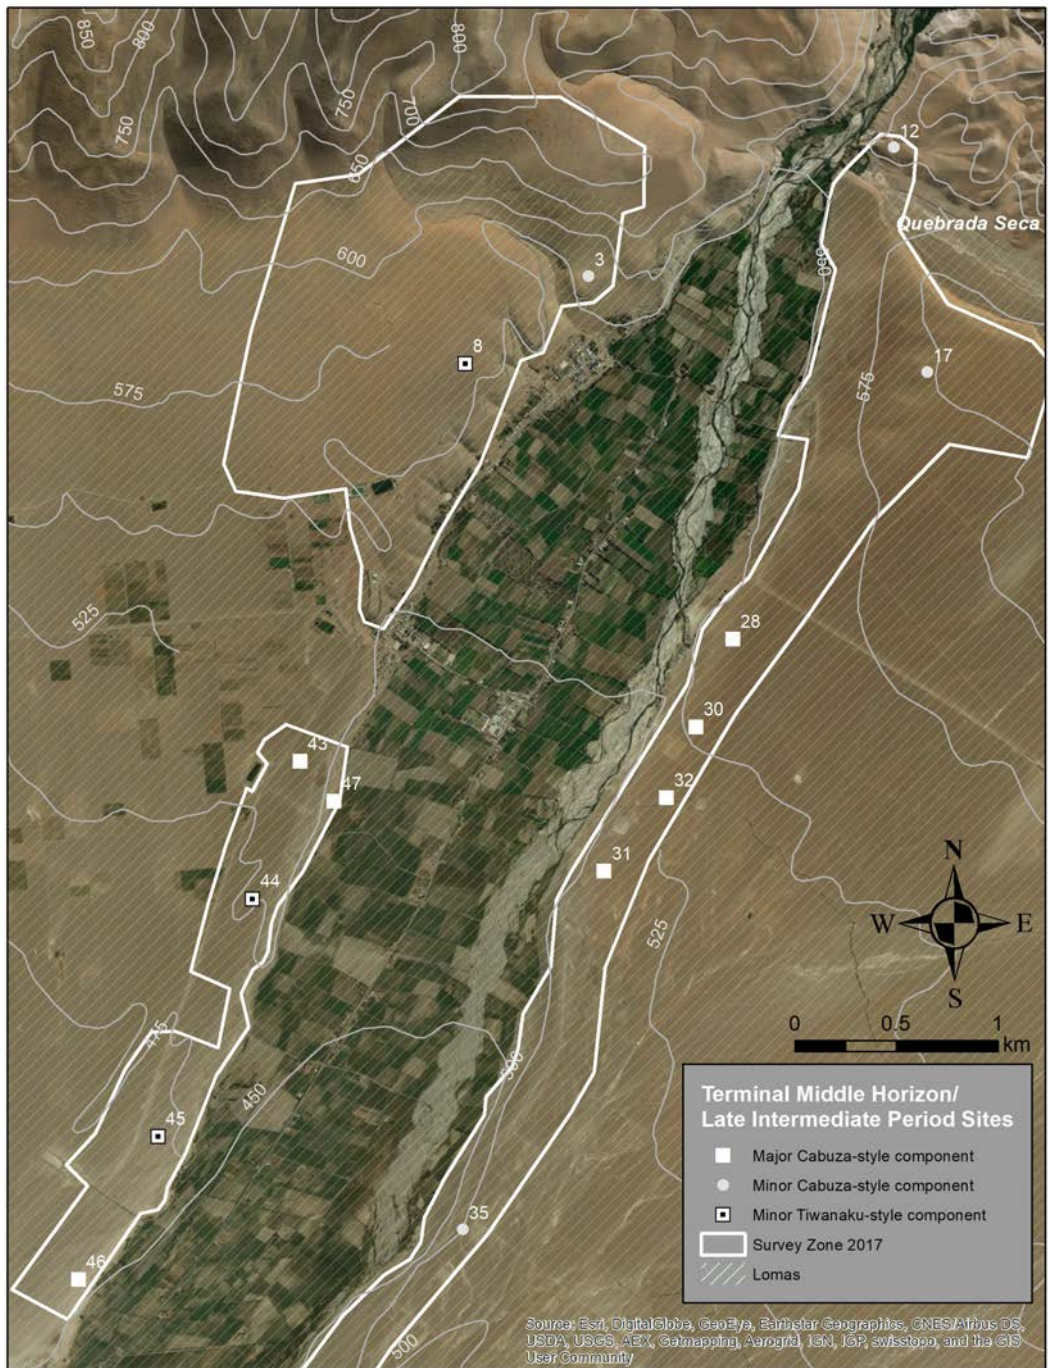 850
800
800
750
750
700
750
650
12
Quebrada Seca
3
600
550
8
17
575
575
525
28
30
43
32
47
31
44
N
W E
S
525
475
0 0.5 1
km
500
450
45
35
46
500
Terminal Middle Horizon/
Late Intermediate Period Sites
Major Cabuza-style component
Minor Cabuza-style component
Minor Tiwanaku-style component
Survey Zone 2017
Lomas
Source: Esri, DigitalGlobe, GeoEye, Earthstar Geographics, CNES/Airbus DS,
USDA, USGS, AEX, Getmapping, Aerogrid, IGN, IGP, swisstopo, and the GIS
User Community